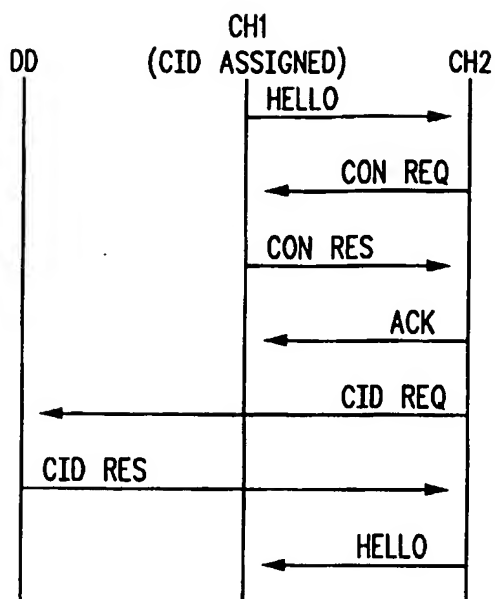 CH1
DD (CID ASSIGNED) CH2
HELLO
CON REQ
CON RES
ACK
CID REQ
CID RES
HELLO